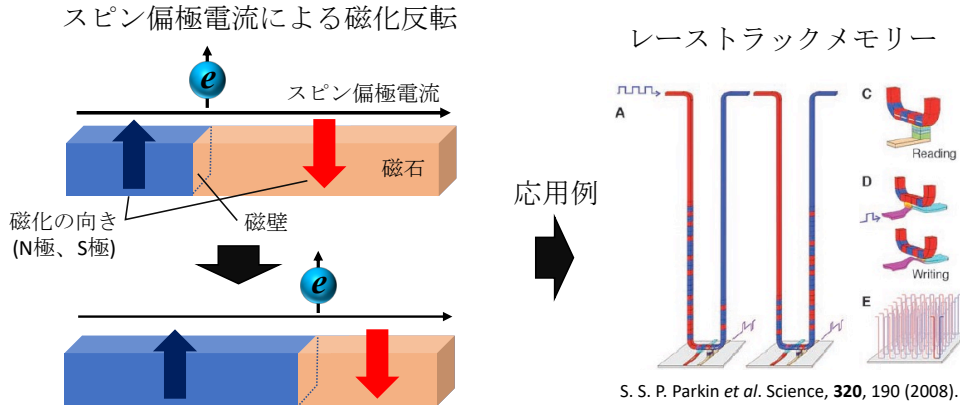 スピン偏極電流による磁化反転
e
スピン偏極電流
磁石
磁化の向き
(N極、S極)
磁壁
e
応用例
レーストラックメモリー
A
C
Reading
D
Writing
E
S. S. P. Parkin et al. Science, 320, 190 (2008).